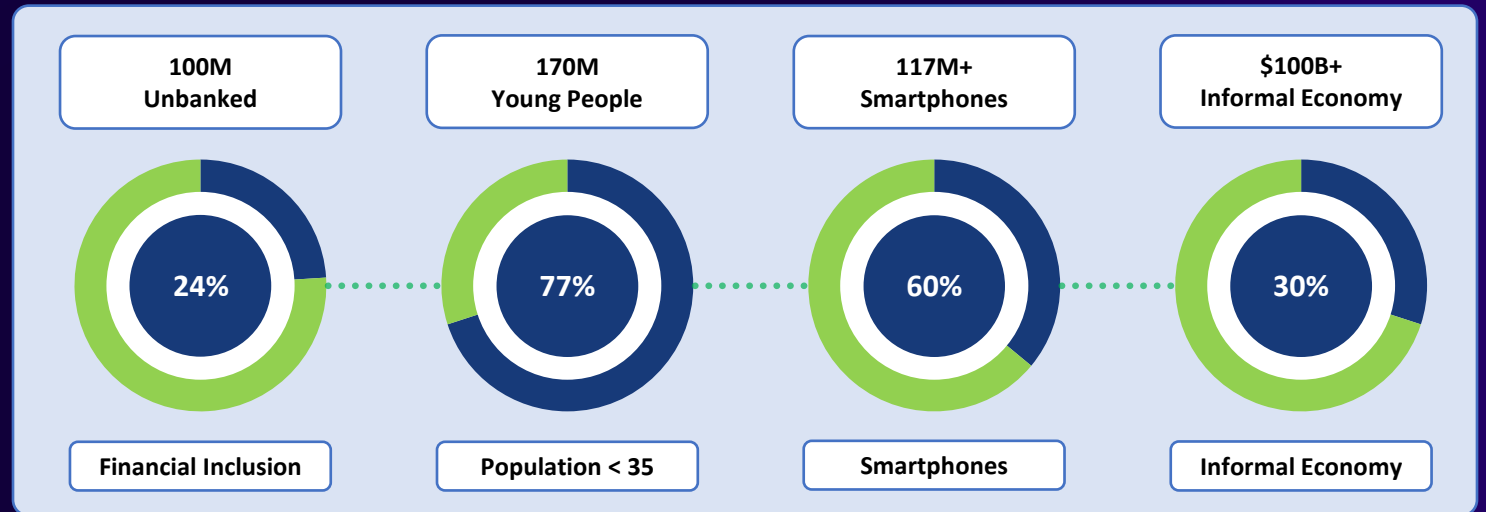 100M
Unbanked
170M
Young People
117M+
Smartphones
$100B+
Informal Economy
24%
77%
60%
30%
Financial Inclusion
Population < 35
Smartphones
Informal Economy